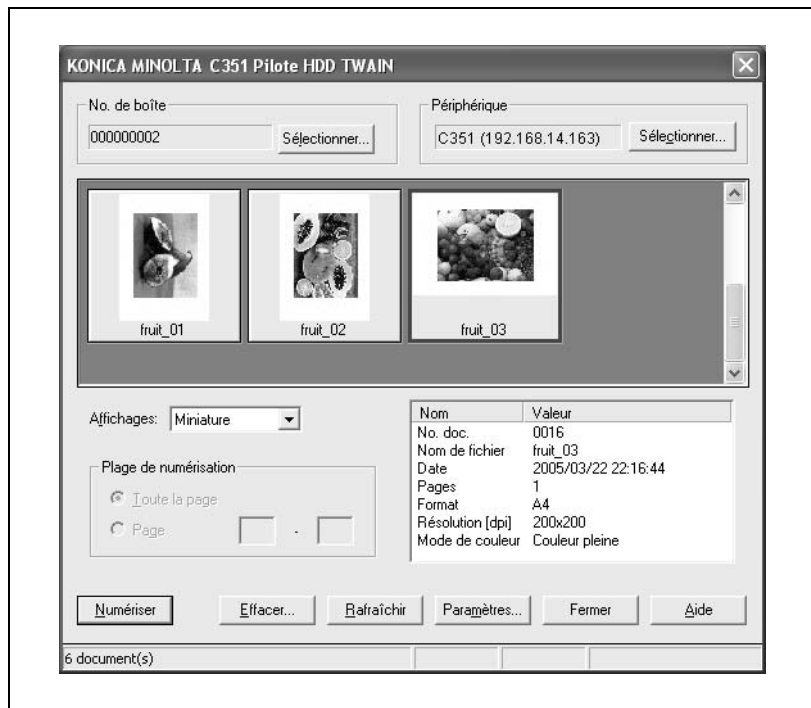 KONICA MINOLTA C351 Pilote HDD TWAIN
No. de boîte
000000002
Sélectionner...
Périphérique
C351 (192.168.14.163)
Sélectionner...
fruit_01
fruit_02
fruit_03
Affichages: Miniature
Plage de numérisation
Toute la page
Page
-
Nom Valeur
No. doc. 0016
Nom de fichier fruit_03
Date 2005/03/22 22:16:44
Pages 1
Format A4
Résolution [dpi] 200x200
Mode de couleur Couleur pleine
Numériser
Effacer...
Rafraîchir
Paramètres...
Fermer
Aide
6 document(s)